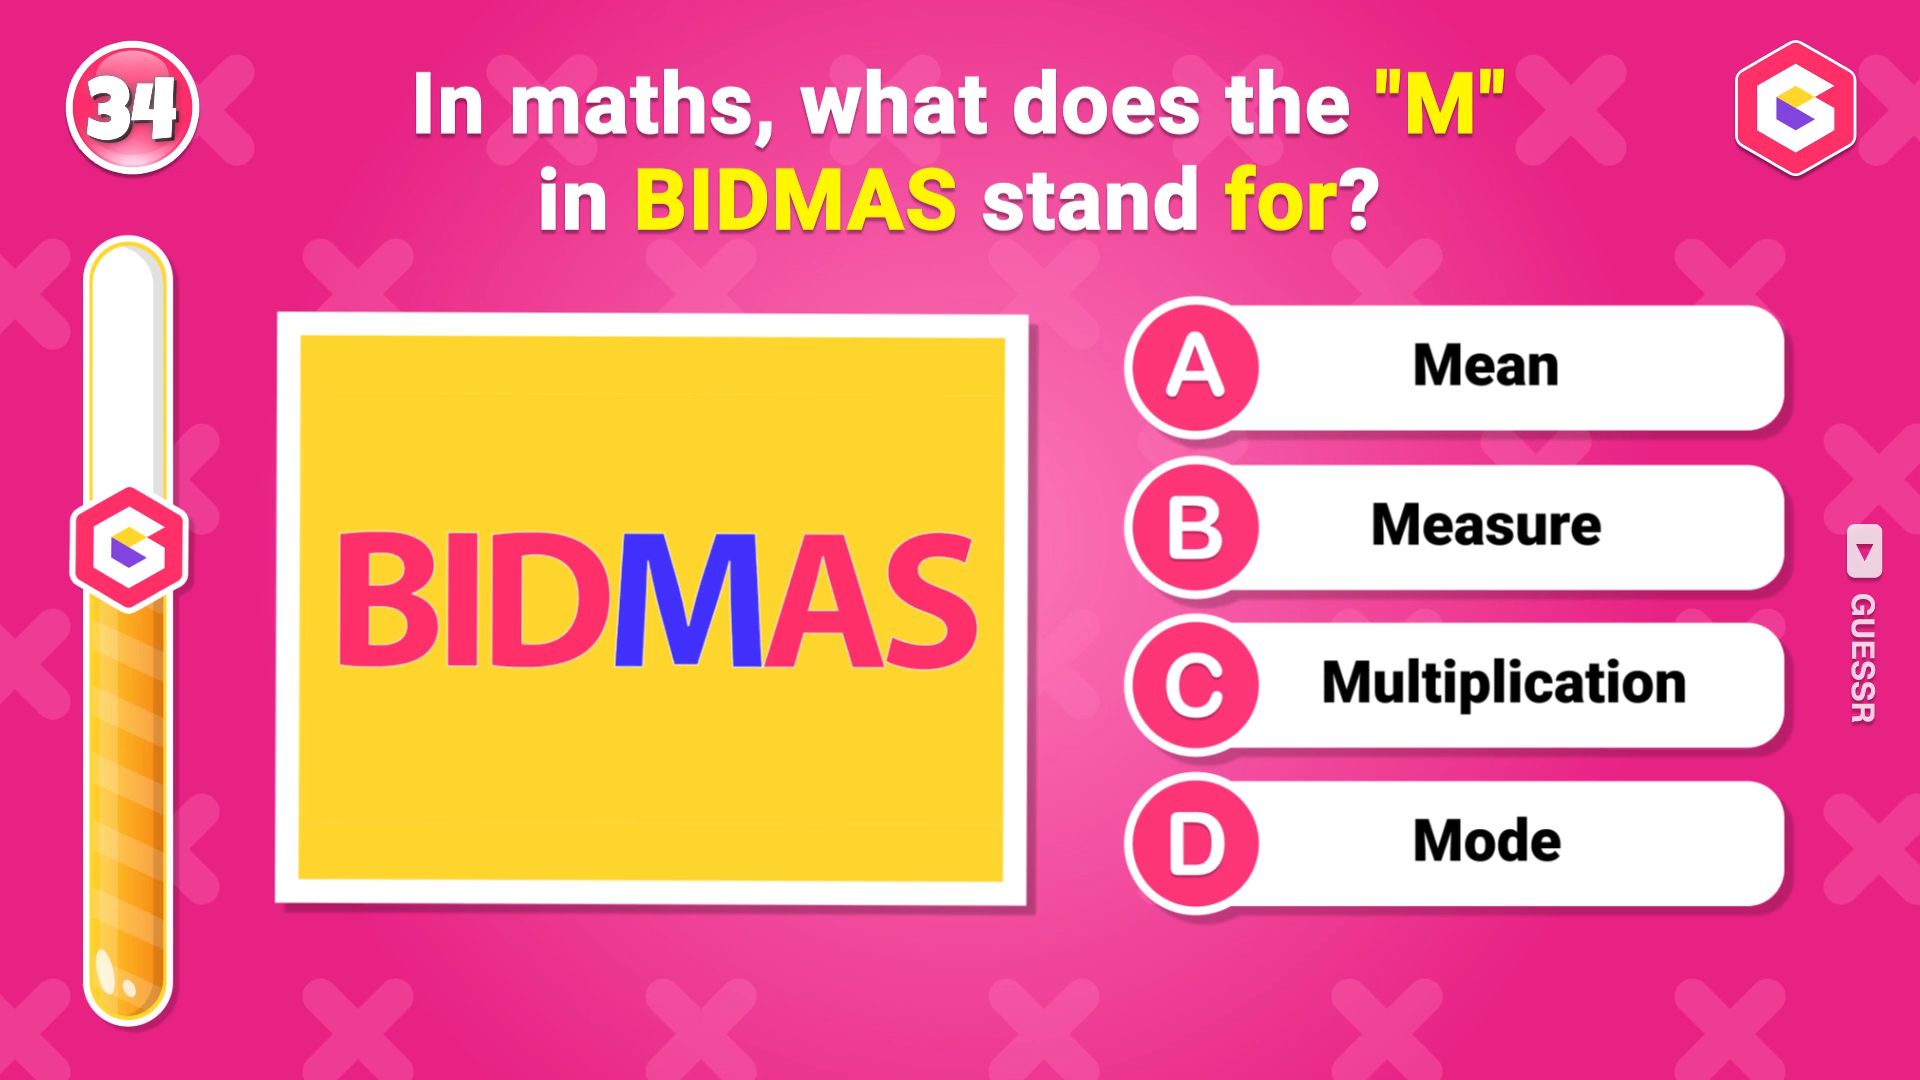 34
In maths, what does the "M"
in BIDMAS stand for?
BIDMAS
A Mean
B Measure
C Multiplication
D Mode
GUESSR